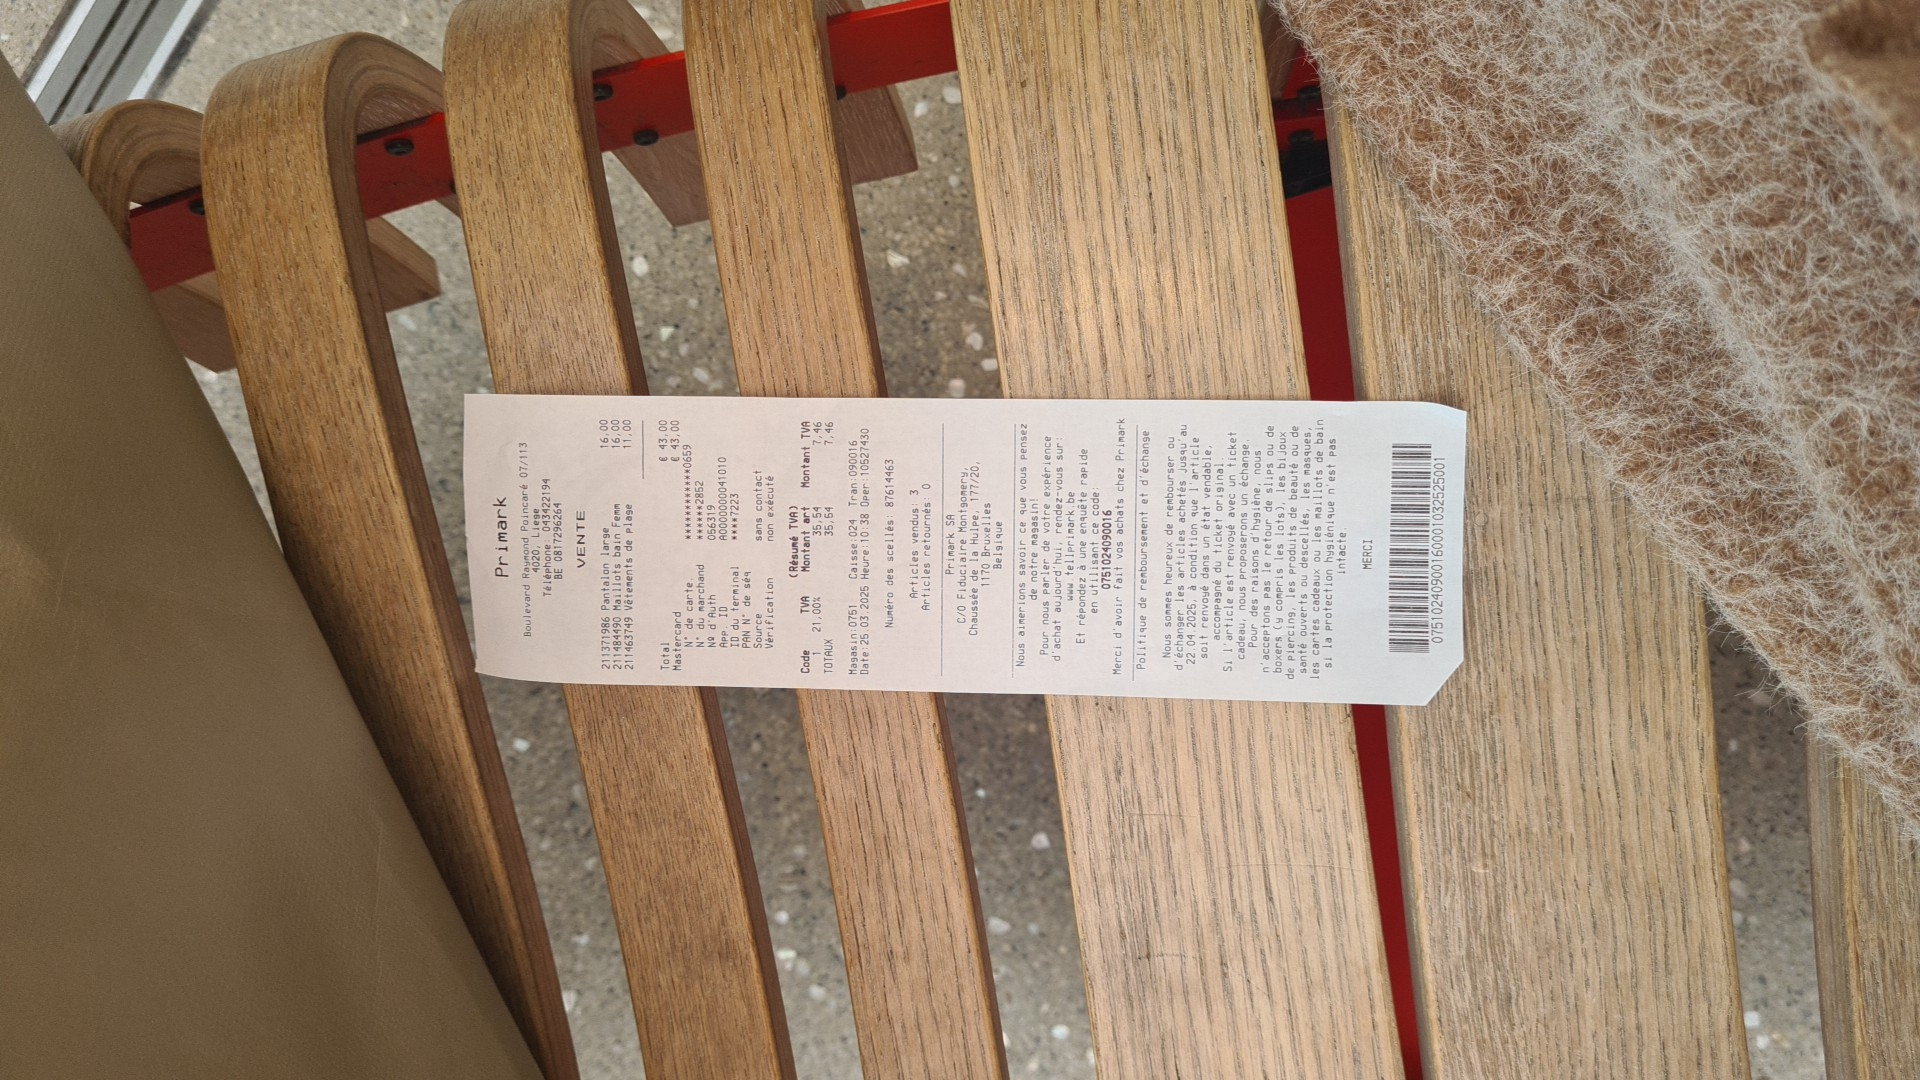 Primark
Boulevard Raymond Poincaré 07/113
4020, Liege
Téléphone :043422194
BE 0817296264
VENTE
211371986 Pantalon large 16,00
211484490 Maillots bain Femm 16,00
211463749 Vêtements de plage 11,00
Total € 43,00
Mastercard € 43,00
N° de carte ************0659
N° du marchand ******2852
Nº d'Auth 056319
App. ID A0000000041010
ID du terminal ****7223
PAN N° de séq
Source sans contact
Vérification non exécuté
(Résumé TVA)
Code TVA Montant art Montant TVA
1 21,00% 35,54 7,46
TOTAUX 35,54 7,46
Magasin:0751 Caisse:024 Tran:090016
Date:25.03.2025 Heure:10:38 Oper:10527430
Numéro des scellés: 87614463
Articles vendus: 3
Articles retournés: 0
Primark SA
C/O Fiduciaire Montgomery,
Chaussée de la Hulpe, 177/20,
1170 Bruxelles
Belgique
Nous aimerions savoir ce que vous pensez
de notre magasin!
Pour nous parler de votre expérience
d'achat aujourd'hui, rendez-vous sur:
www.tellprimark.be
Et répondez à une enquête rapide
en utilisant ce code:
075102409​0016
Merci d'avoir fait vos achats chez Primark
Politique de remboursement et d'échange
Nous sommes heureux de rembourser ou
d'échanger les articles achetés jusqu'au
22.04.2025, à condition que l'article
soit renvoyé dans un état vendable,
accompagné du ticket original
Si l'article est renvoyé avec un ticket
cadeau, nous proposerons un échange.
Pour des raisons d'hygiène, nous
n'acceptons pas le retour de slips ou de
boxers (y compris les lots), les bijoux
de piercing, les produits de beauté ou de
santé ouverts ou descellés, les masques,
les cartes cadeaux ou les maillots de bain
si la protection hygiénique n'est pas
intacte.
MERCI
07510240900160001032525001